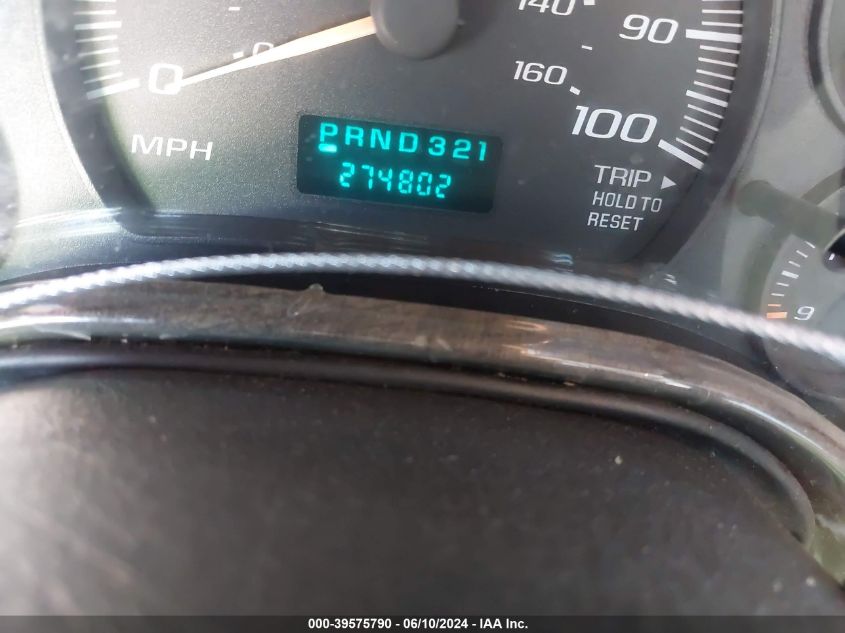 140
90
0
0
160
100
MPH
PRND321
274802
TRIP
HOLD TO
RESET
9
000-39575790 - 06/10/2024 - IAA Inc.